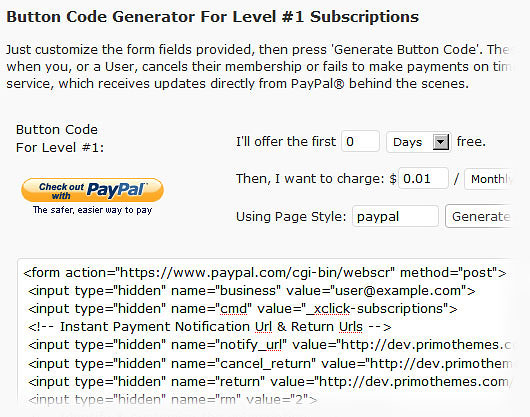 Button Code Generator For Level #1 Subscriptions
Just customize the form fields provided, then press 'Generate Button Code'.
when you, or a User, cancels their membership or fails to make payments on
service, which receives updates directly from PayPal® behind the scenes.
Button Code
For Level #1:
I'll offer the first 0 Days free.
Check out with PayPal
The safer, easier way to pay
Then, I want to charge: $ 0.01 / Monthly
Using Page Style: paypal Generate
<form action="https://www.paypal.com/cgi-bin/webscr" method="post">
<input type="hidden" name="business" value="user@example.com">
<input type="hidden" name="cmd" value="_xclick-subscriptions">
<!-- Instant Payment Notification Url & Return Urls -->
<input type="hidden" name="notify_url" value="http://dev.primothemes.co
<input type="hidden" name="cancel_return" value="http://dev.primothemes
<input type="hidden" name="return" value="http://dev.primothemes.com/
<input type="hidden" name="rm" value="2">